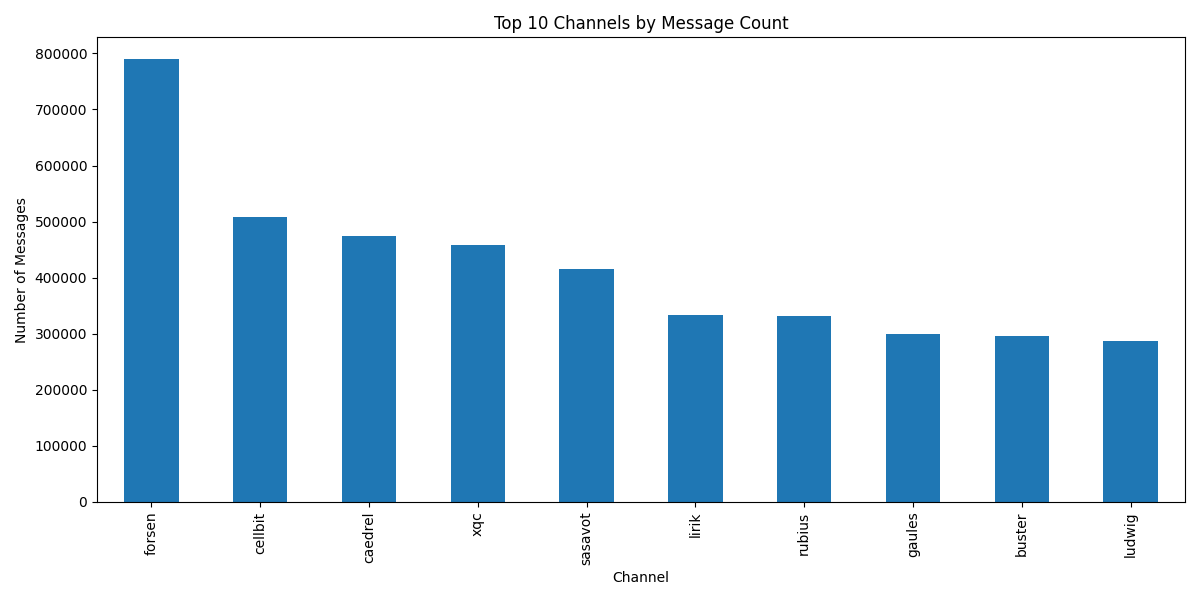 Top 10 Channels by Message Count
Number of Messages
800000
700000
600000
500000
400000
300000
200000
100000
0
forsen
cellbit
caedrel
xqc
sasavot
lirik
rubius
gaules
buster
ludwig
Channel